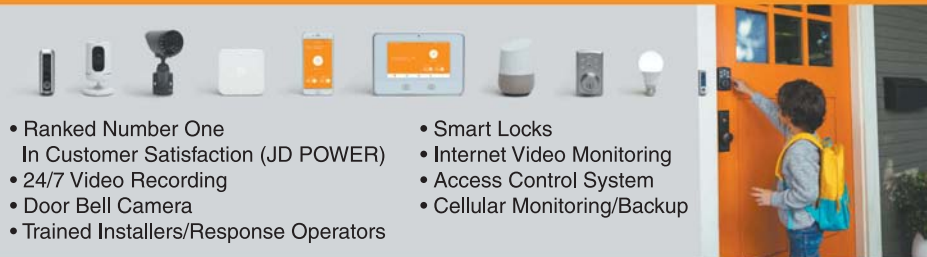 • Ranked Number One
In Customer Satisfaction (JD POWER)
• 24/7 Video Recording
• Door Bell Camera
• Trained Installers/Response Operators
• Smart Locks
• Internet Video Monitoring
• Access Control System
• Cellular Monitoring/Backup